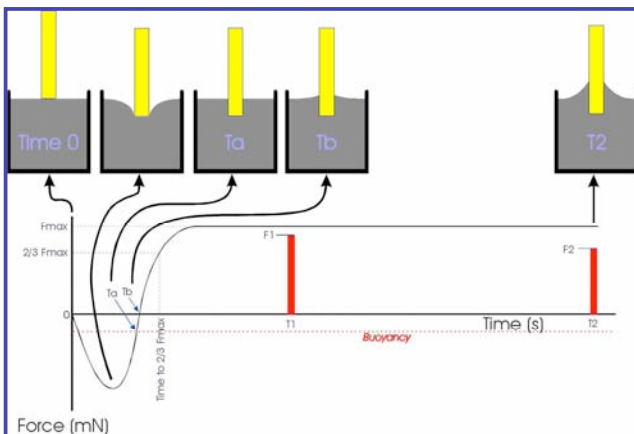 Time 0
Ta
Tb
T2
Fmax
2/3 Fmax
F1
F2
Ta
Tb
0
T1
Time (s)
T2
Buoyancy
Time to 2/3 Fmax
Force (mN)